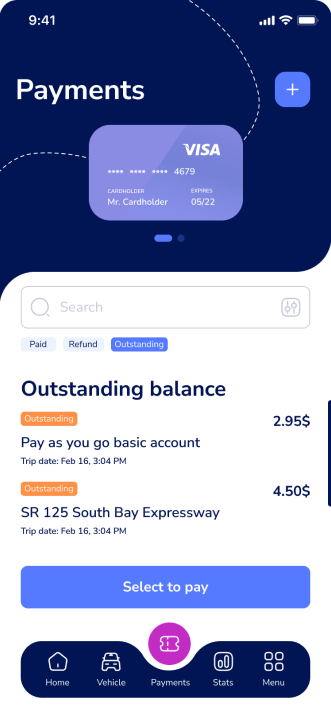 9:41
Payments
VISA
•••• •••• •••• 4679
CARDHOLDER EXPIRES
Mr. Cardholder 05/22
Search
Paid Refund Outstanding
Outstanding balance
Outstanding 2.95$
Pay as you go basic account
Trip date: Feb 16, 3:04 PM
Outstanding 4.50$
SR 125 South Bay Expressway
Trip date: Feb 16, 3:04 PM
Select to pay
Home Vehicle Payments Stats Menu